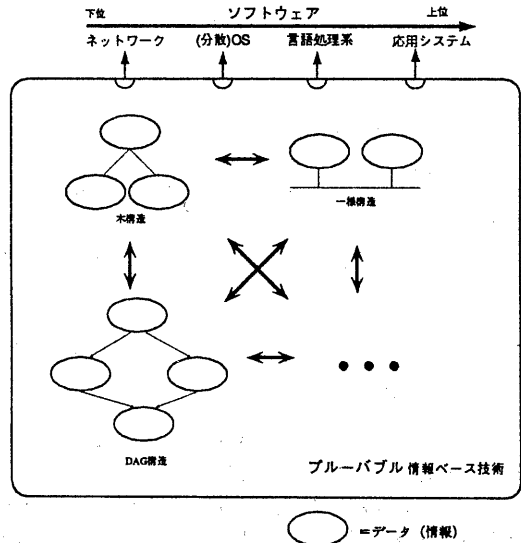 下位 ソフトウェア 上位
ネットワーク (分散)OS 言語処理系 応用システム
木構造
一様構造
DAG構造
プルーバブル 情報ベース技術
=データ (情報)